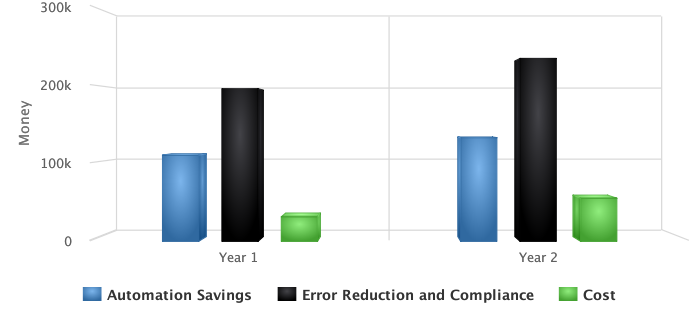 300k
200k
Money
100k
0
Year 1
Year 2
Automation Savings
Error Reduction and Compliance
Cost